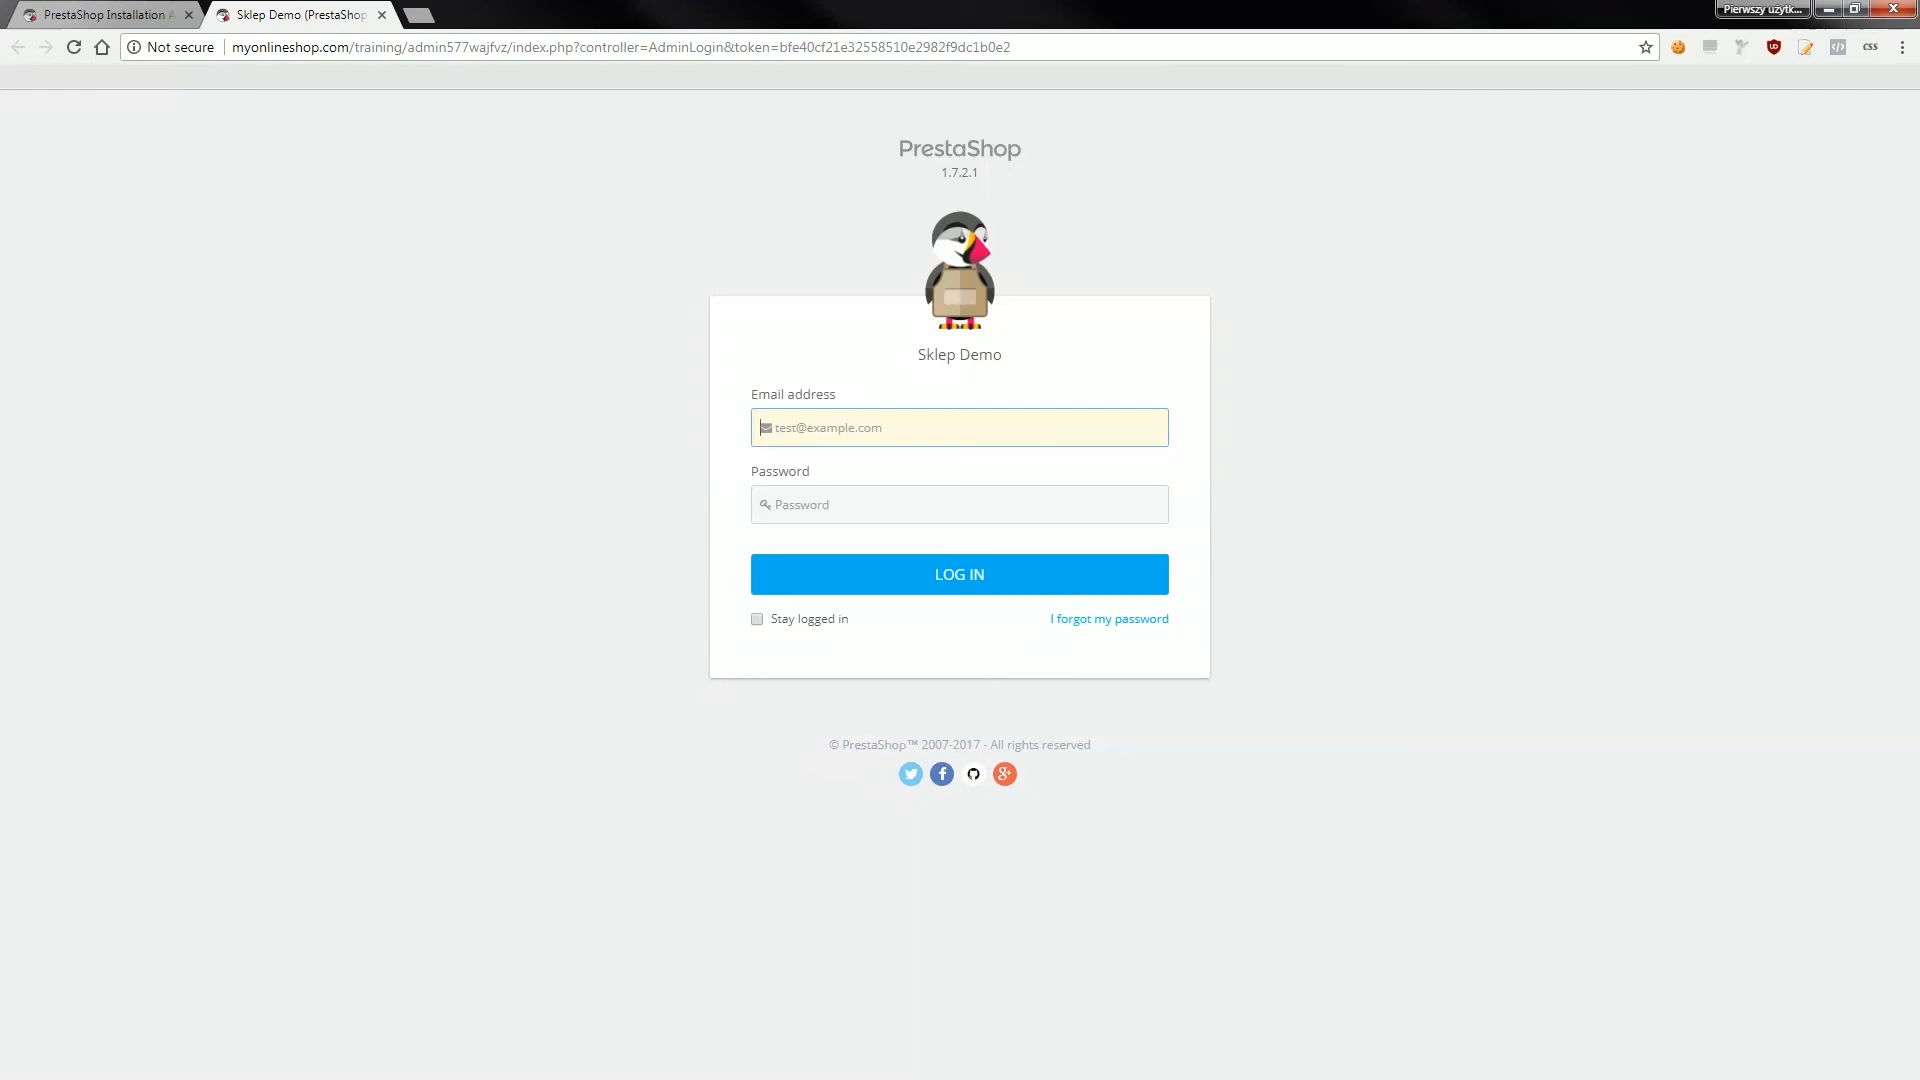 PrestaShop Installation A
Sklep Demo (PrestaShop
Pierwszy użytk...
Not secure
myonlineshop.com/training/admin577wajfvz/index.php?controller=AdminLogin&token=bfe40cf21e32558510e2982f9dc1b0e2
css
PrestaShop
1.7.2.1
Sklep Demo
Email address
test@example.com
Password
Password
LOG IN
Stay logged in
I forgot my password
© PrestaShop™ 2007-2017 - All rights reserved